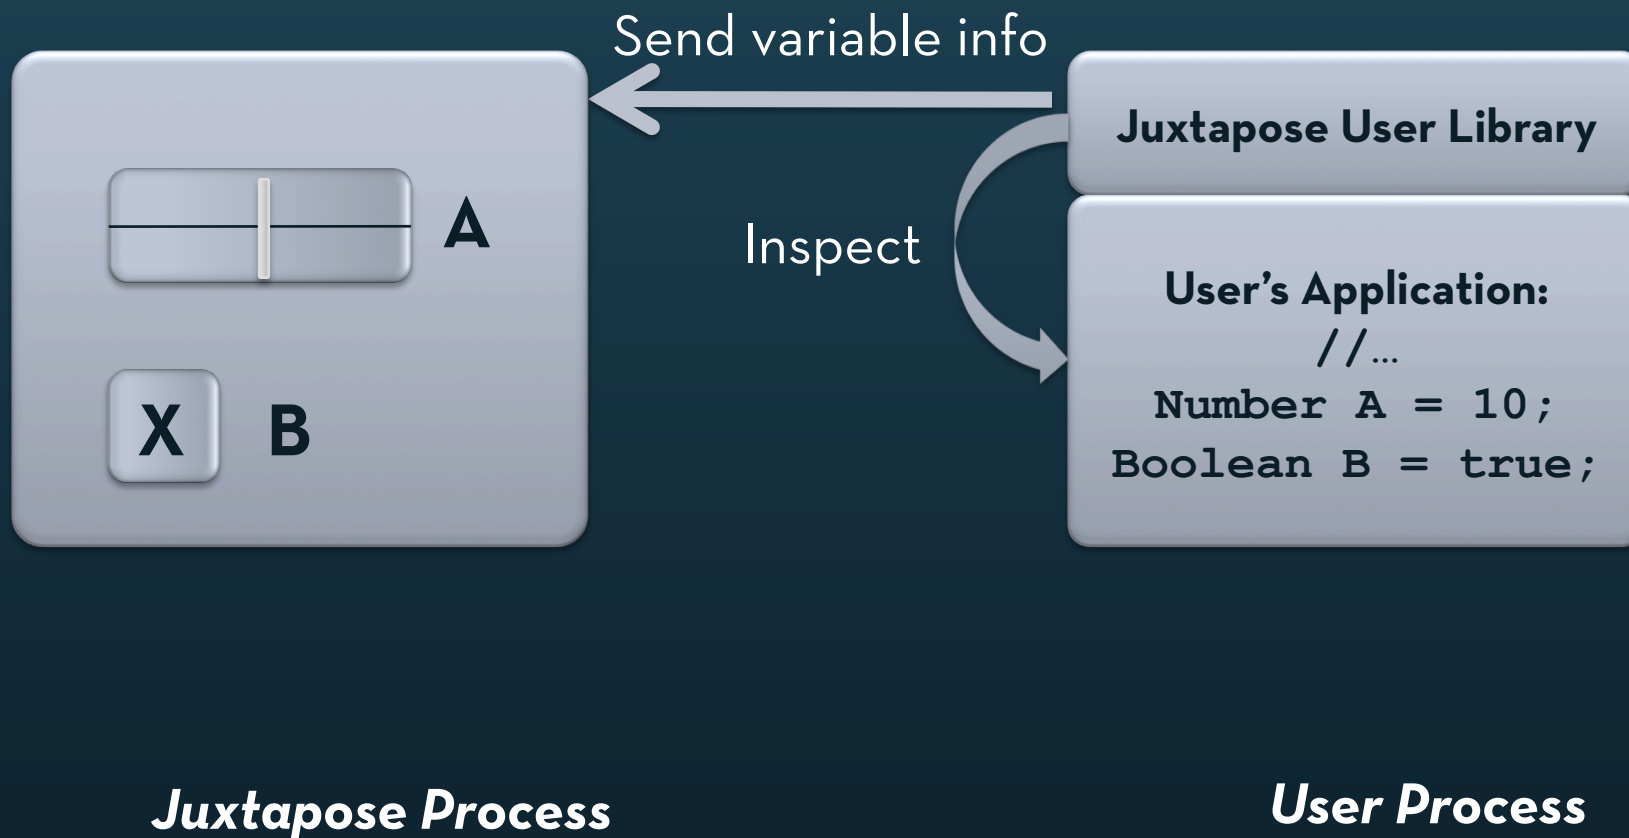 Send variable info
Juxtapose User Library
A
Inspect
User's Application:
//...
Number A = 10;
X B
Boolean B = true;
Juxtapose Process
User Process